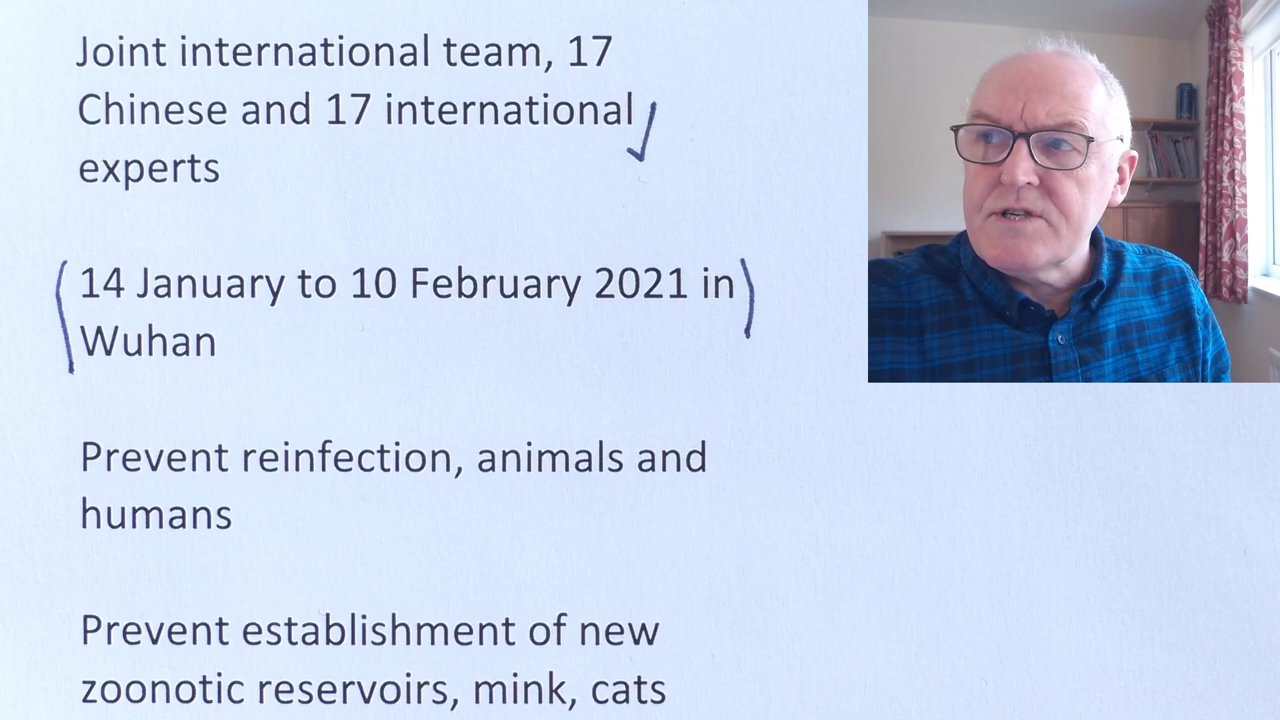 Joint international team, 17
Chinese and 17 international
experts
14 January to 10 February 2021 in
Wuhan
Prevent reinfection, animals and
humans
Prevent establishment of new
zoonotic reservoirs, mink, cats